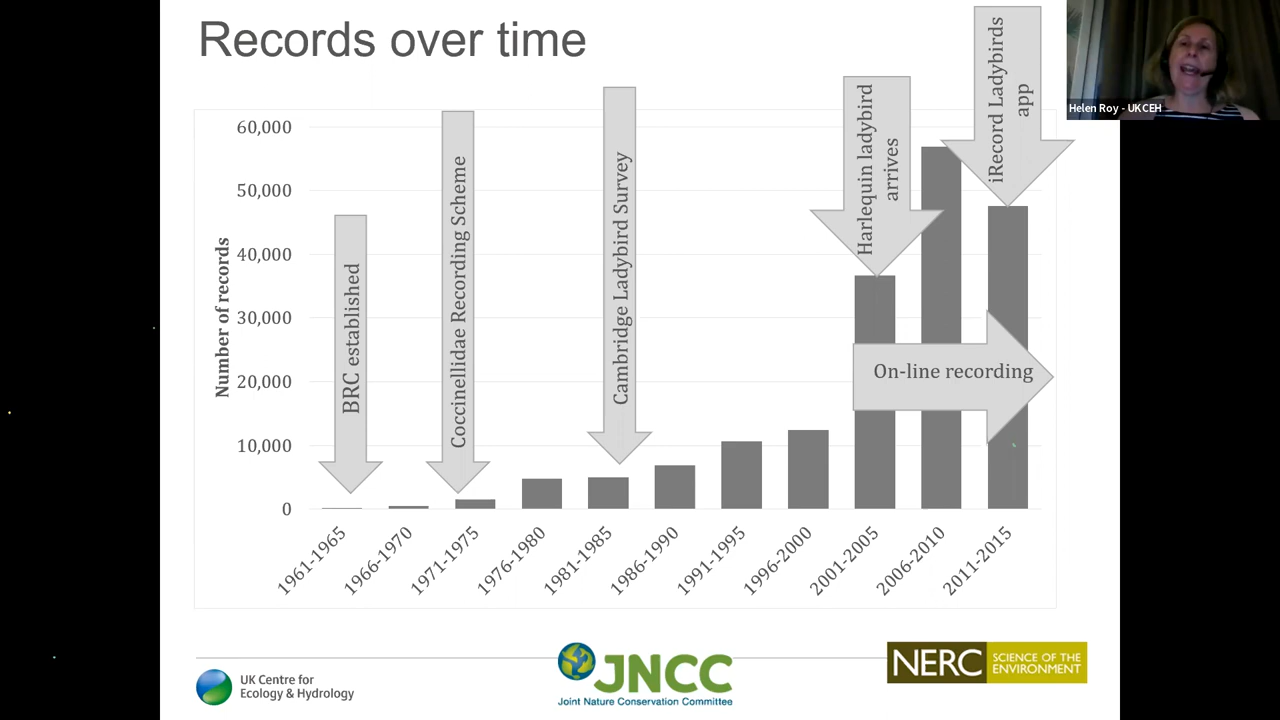 Records over time
Helen Roy - UKCEH
60,000
50,000
40,000
30,000
20,000
10,000
0
Number of records
BRC established
Coccinellidae Recording Scheme
Cambridge Ladybird Survey
Harlequin ladybird
arrives
iRecord Ladybirds
app
On-line recording
1961-1965
1966-1970
1971-1975
1976-1980
1981-1985
1986-1990
1991-1995
1996-2000
2001-2005
2006-2010
2011-2015
UK Centre for
Ecology & Hydrology
JNCC
Joint Nature Conservation Committee
NERC
SCIENCE OF THE
ENVIRONMENT